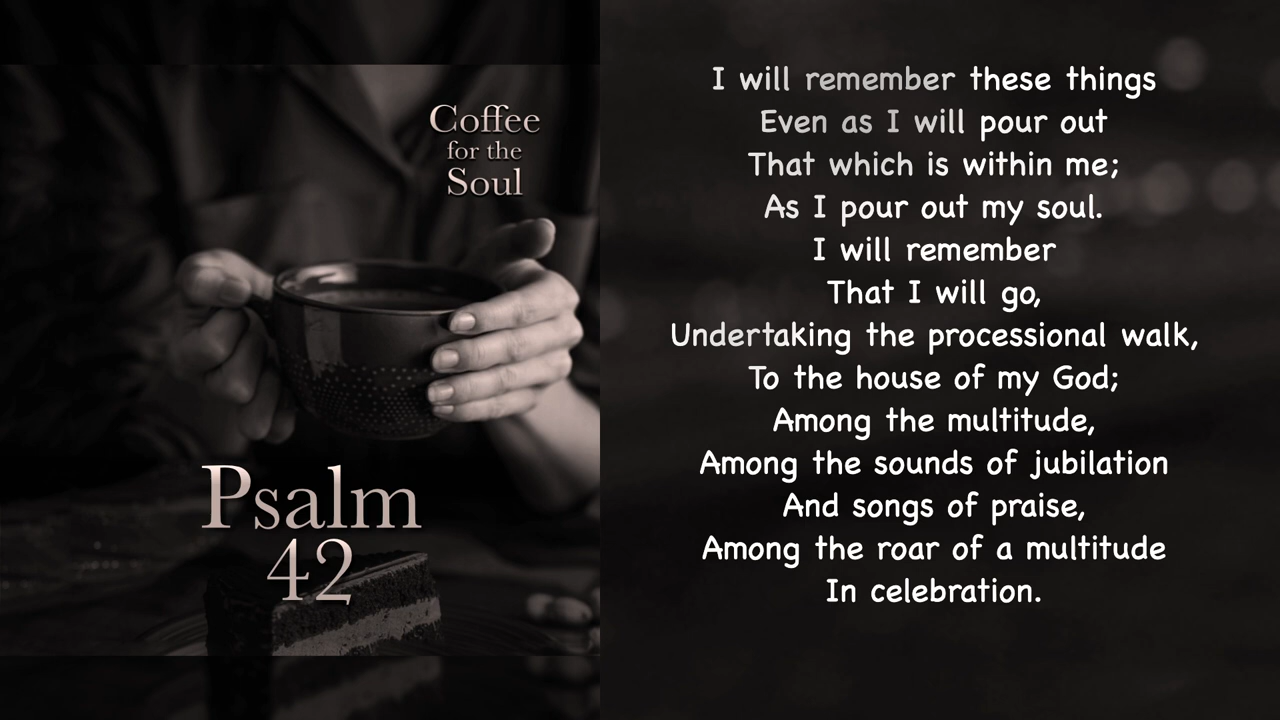 Coffee
for the
Soul
Psalm
42
I will remember these things
Even as I will pour out
That which is within me;
As I pour out my soul.
I will remember
That I will go,
Undertaking the processional walk,
To the house of my God;
Among the multitude,
Among the sounds of jubilation
And songs of praise,
Among the roar of a multitude
In celebration.